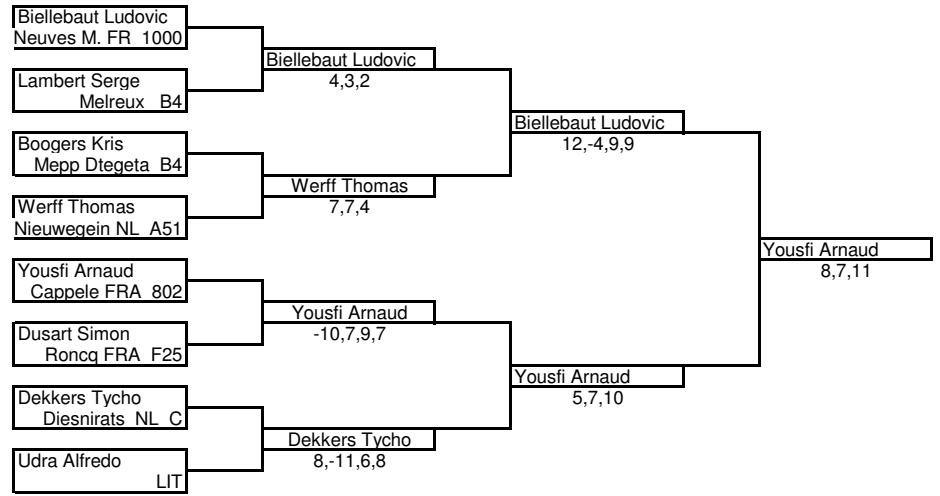 Biellebaut Ludovic
Neuves M. FR 1000
Lambert Serge
Melreux B4
Boogers Kris
Mepp Dtegeta B4
Werff Thomas
Nieuwegein NL A51
Yousfi Arnaud
Cappele FRA 802
Dusart Simon
Roncq FRA F25
Dekkers Tycho
Diesnirats NL C
Udra Alfredo
LIT
Biellebaut Ludovic
4,3,2
Werff Thomas
7,7,4
Yousfi Arnaud
-10,7,9,7
Dekkers Tycho
8,-11,6,8
Biellebaut Ludovic
12,-4,9,9
Yousfi Arnaud
5,7,10
Yousfi Arnaud
8,7,11